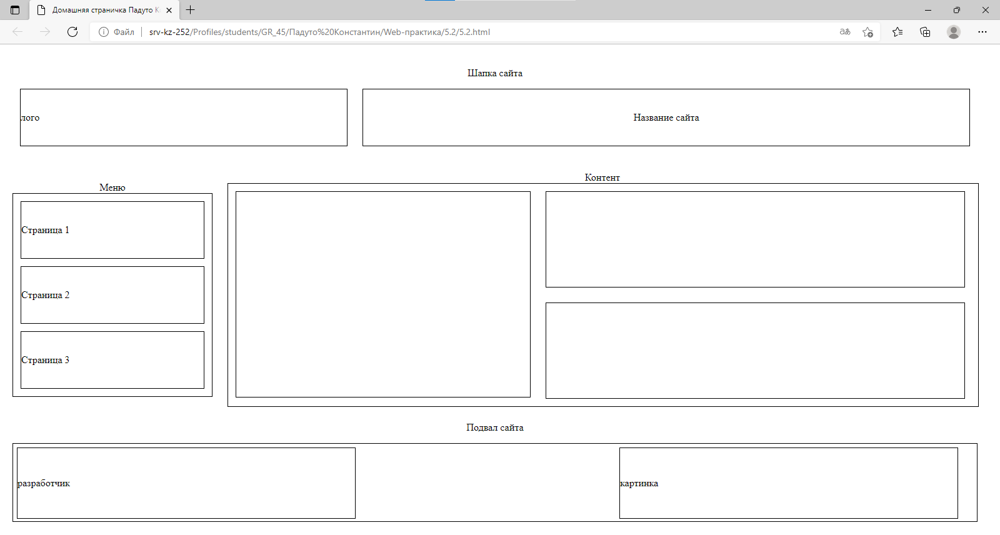 Домашняя страничка Падуто К
Файл
srv-kz-252/Profiles/students/GR_45/Падуто%20Константин/Web-практика/5.2/5.2.html
Шапка сайта
лого
Название сайта
Меню
Контент
Страница 1
Страница 2
Страница 3
Подвал сайта
разработчик
картинка